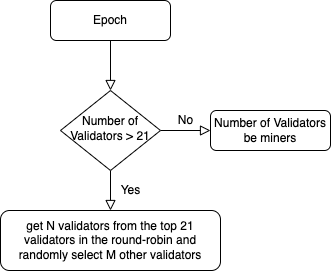 Epoch
Number of
Validators > 21
No
Number of Validators
be miners
Yes
get N validators from the top 21
validators in the round-robin and
randomly select M other validators